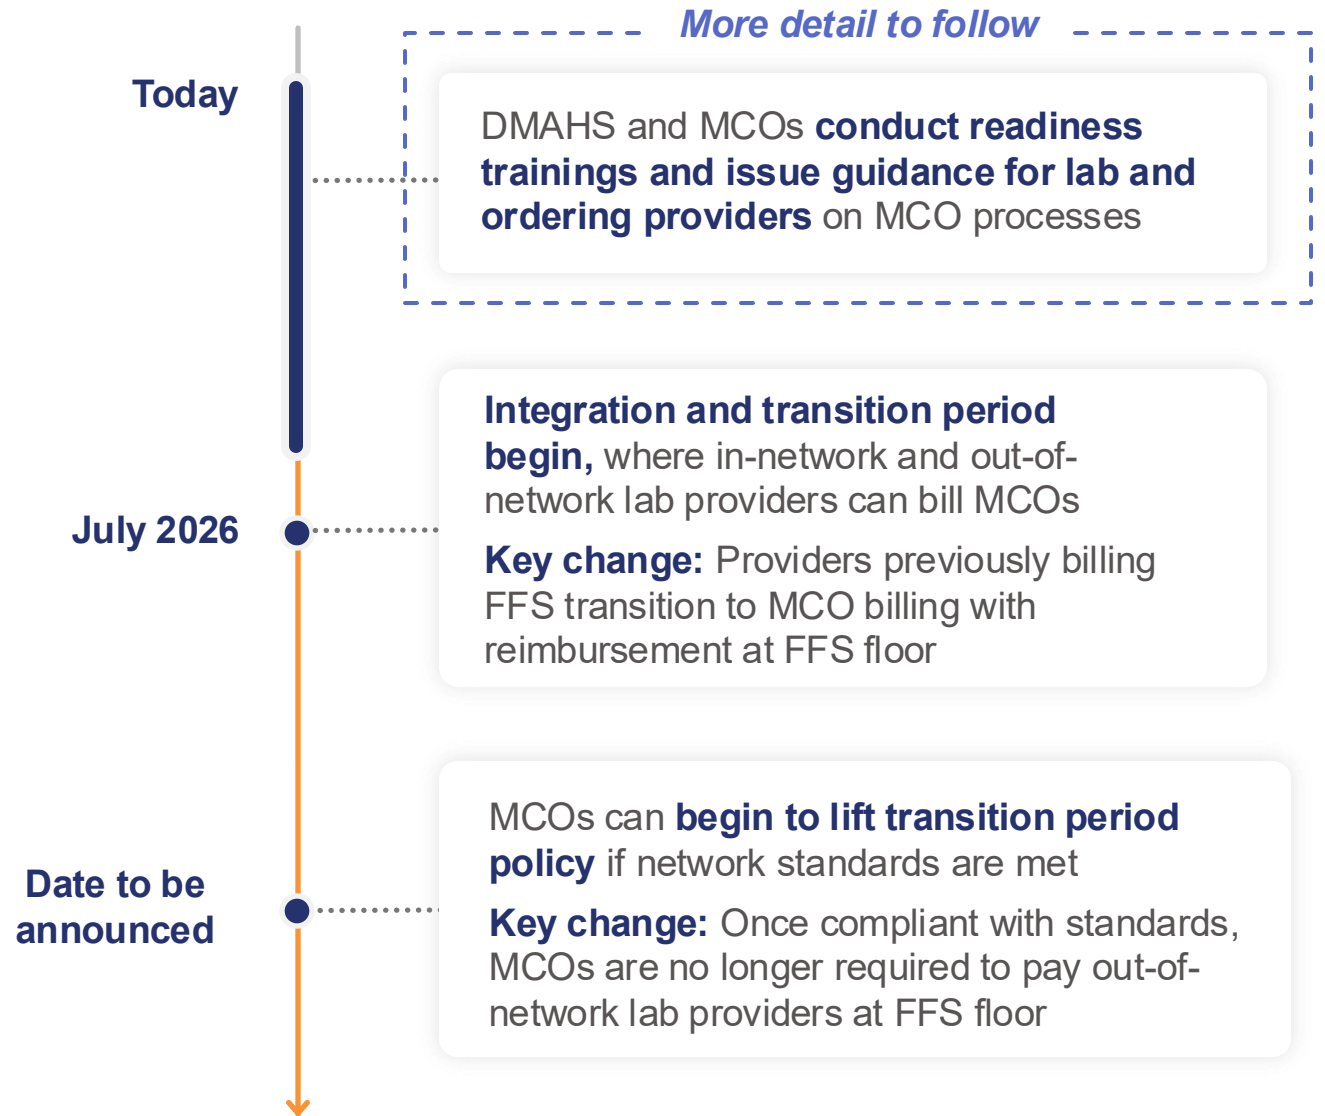 More detail to follow
Today
DMAHS and MCOs conduct readiness
trainings and issue guidance for lab and
ordering providers on MCO processes
Integration and transition period
begin, where in-network and out-of-
network lab providers can bill MCOs
July 2026
Key change: Providers previously billing
FFS transition to MCO billing with
reimbursement at FFS floor
MCOs can begin to lift transition period
policy if network standards are met
Date to be
announced
Key change: Once compliant with standards,
MCOs are no longer required to pay out-of-
network lab providers at FFS floor